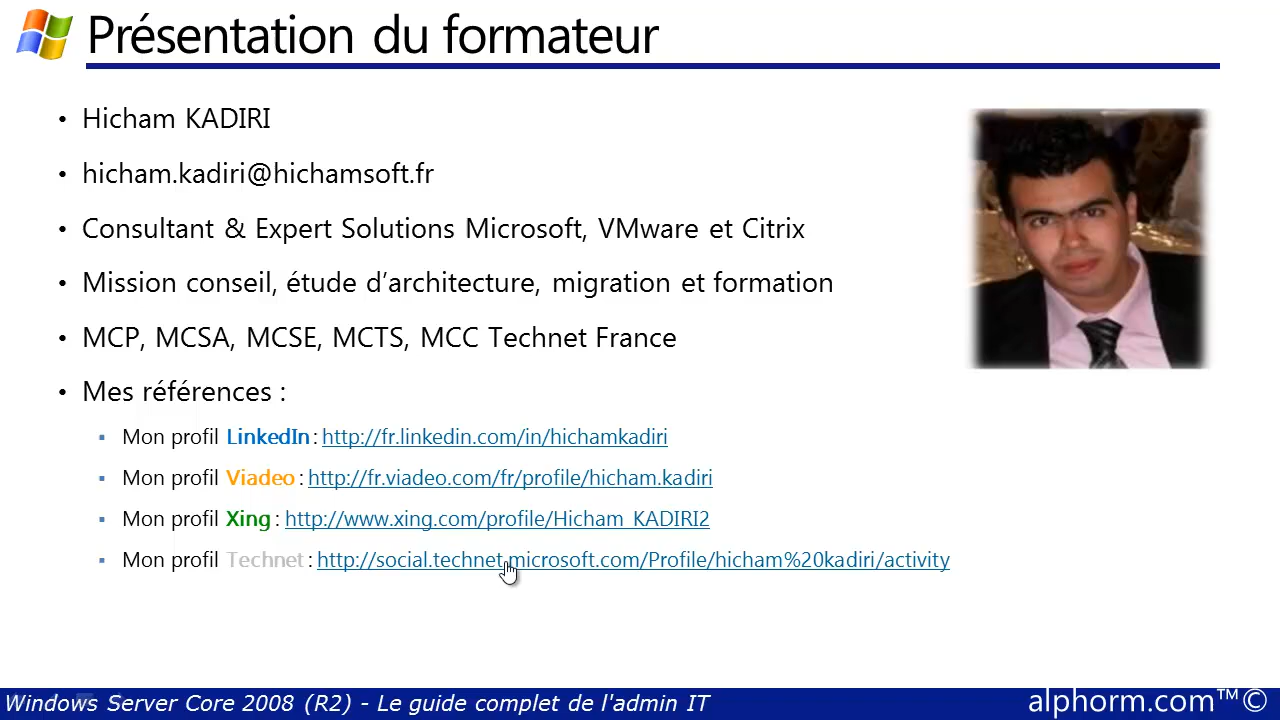 Présentation du formateur
• Hicham KADIRI
• hicham.kadiri@hichamsoft.fr
• Consultant & Expert Solutions Microsoft, VMware et Citrix
• Mission conseil, étude d’architecture, migration et formation
• MCP, MCSA, MCSE, MCTS, MCC Technet France
• Mes références :
▪ Mon profil LinkedIn : http://fr.linkedin.com/in/hichamkadiri
▪ Mon profil Viadeo : http://fr.viadeo.com/fr/profile/hicham.kadiri
▪ Mon profil Xing : http://www.xing.com/profile/Hicham_KADIRI2
▪ Mon profil Technet : http://social.technet.microsoft.com/Profile/hicham%20kadiri/activity
Windows Server Core 2008 (R2) - Le guide complet de l'admin IT
alphorm.com™©